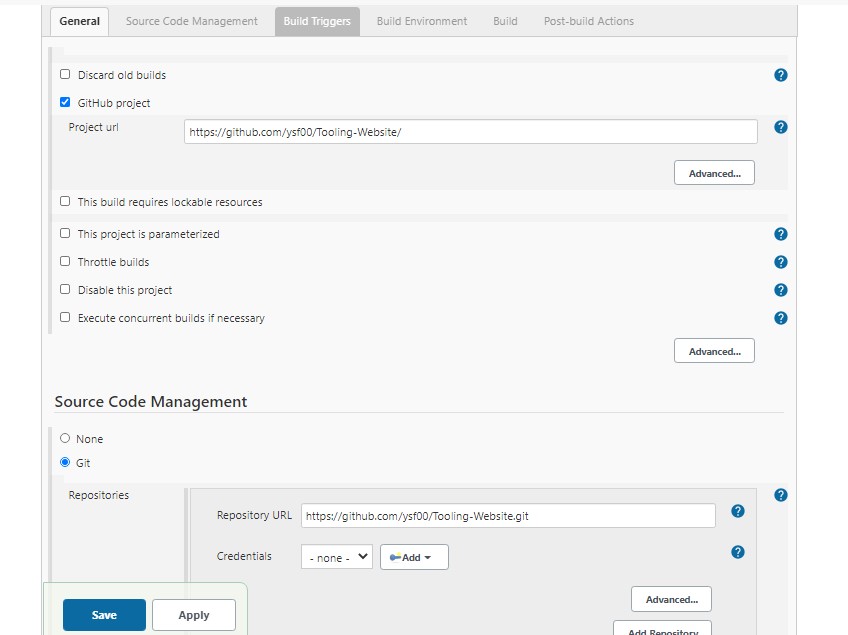 General Source Code Management Build Triggers Build Environment Build Post-build Actions
Discard old builds
GitHub project
Project url https://github.com/ysf00/Tooling-Website/
Advanced...
This build requires lockable resources
This project is parameterized
Throttle builds
Disable this project
Execute concurrent builds if necessary
Advanced...
Source Code Management
None
Git
Repositories
Repository URL https://github.com/ysf00/Tooling-Website.git
Credentials - none - Add
Advanced...
Save Apply
Add Repository